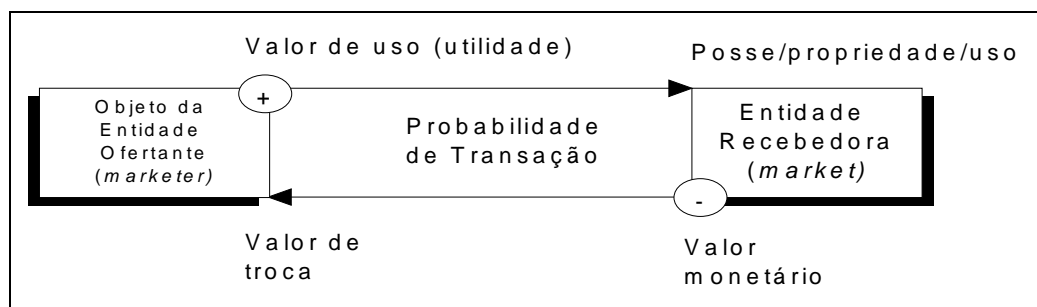 Valor de uso (utilidade)
Posse/propriedade/uso
Objeto da
Entidade
Ofertante
(marketer)
+
Probabilidade
de Transação
Entidade
Recebedora
(market)
-
Valor de
troca
Valor
monetário